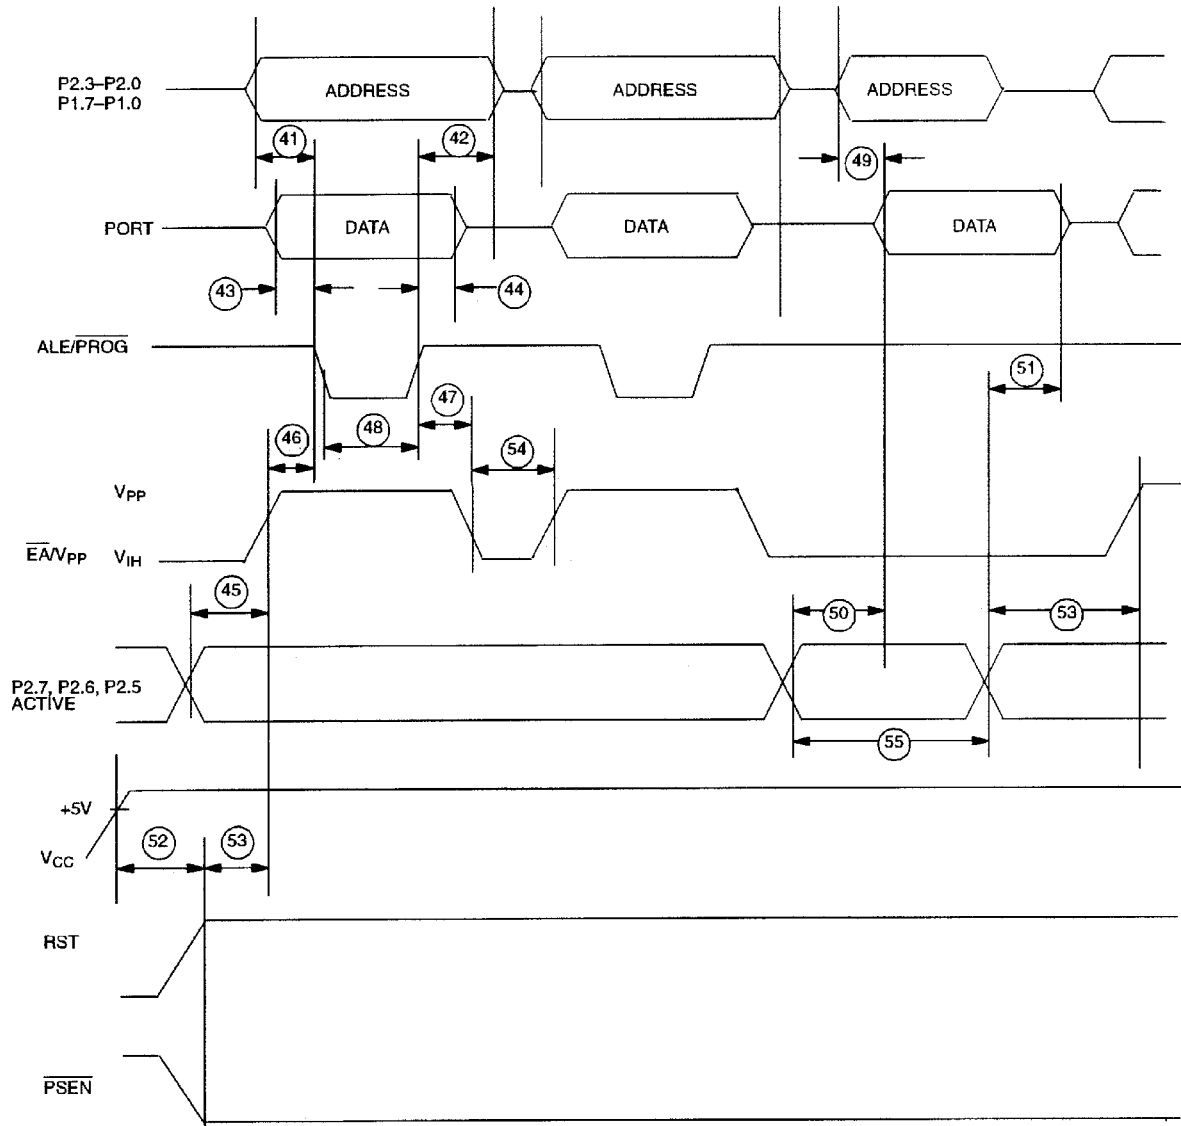 P2.3–P2.0
P1.7–P1.0
ADDRESS
ADDRESS
ADDRESS
41
42
49
PORT
DATA
DATA
DATA
43
44
ALE/PROG
51
47
46
48
54
VPP
EA/VPP
VIH
45
50
53
P2.7, P2.6, P2.5
ACTIVE
55
+5V
52
53
VCC
RST
PSEN